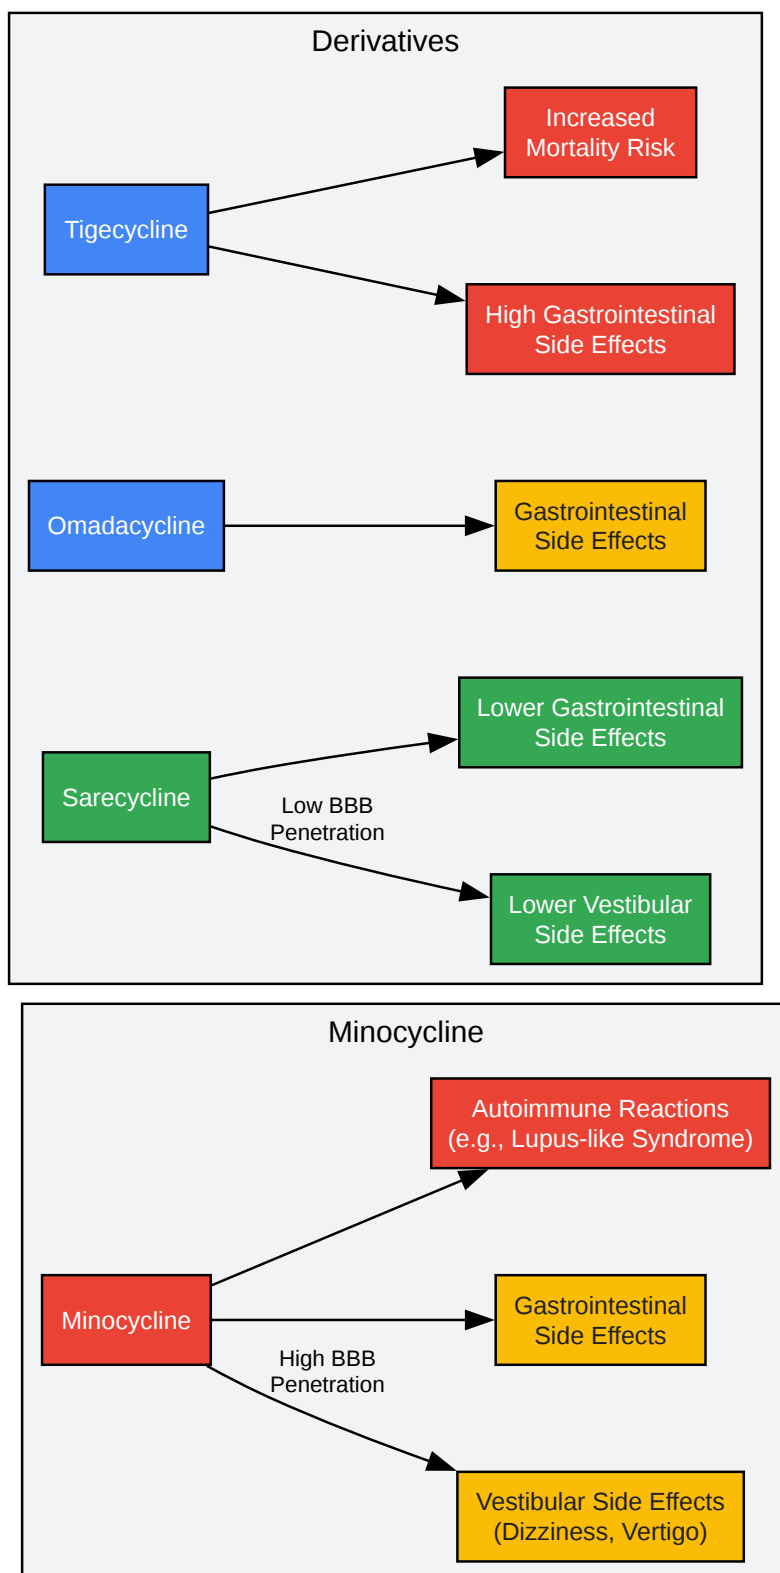 Derivatives
Increased
Mortality Risk
Tigecycline
High Gastrointestinal
Side Effects
Omadacycline
Gastrointestinal
Side Effects
Lower Gastrointestinal
Side Effects
Sarecycline
Low BBB
Penetration
Lower Vestibular
Side Effects
Minocycline
Autoimmune Reactions
(e.g., Lupus-like Syndrome)
Minocycline
Gastrointestinal
Side Effects
High BBB
Penetration
Vestibular Side Effects
(Dizziness, Vertigo)